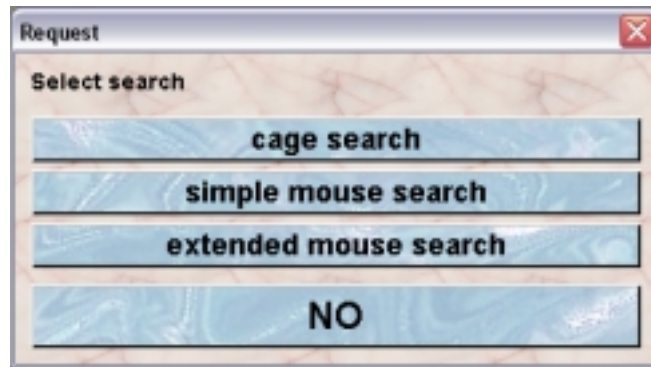 Request
Select search
cage search
simple mouse search
extended mouse search
NO